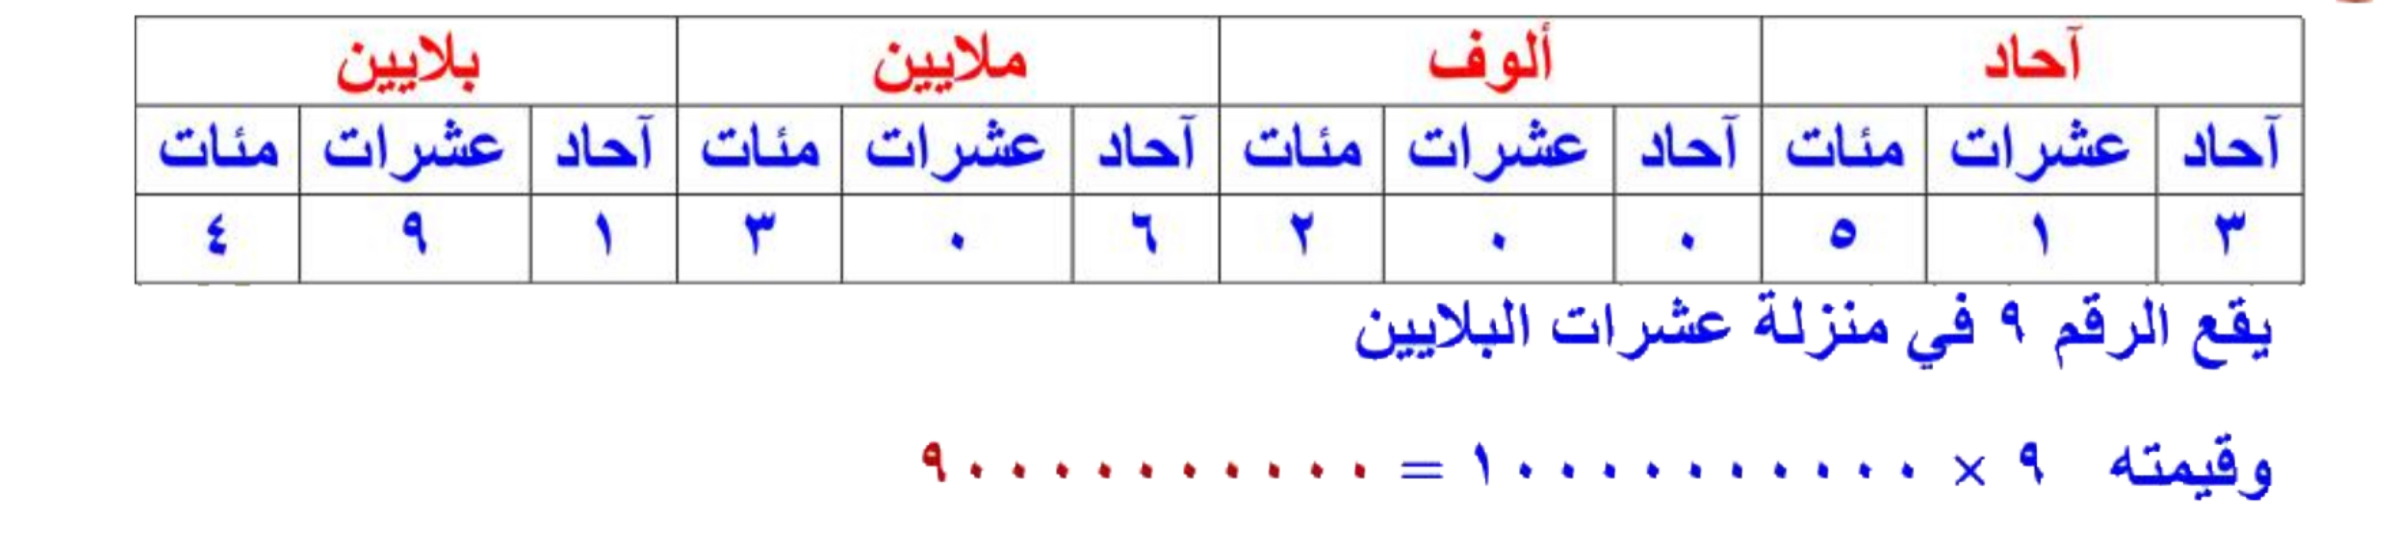 آحاد ألوف ملايين بلايين
آحاد عشرات مئات آحاد عشرات مئات آحاد عشرات مئات آحاد عشرات مئات
٣ ١ ٥ ٠ ٠ ٢ ٦ ٠ ٣ ١ ٩ ٤
يقع الرقم ٩ في منزلة عشرات البلايين
وقيمته ٩ × ١٠٠٠٠٠٠٠٠٠٠ = ٩٠٠٠٠٠٠٠٠٠٠